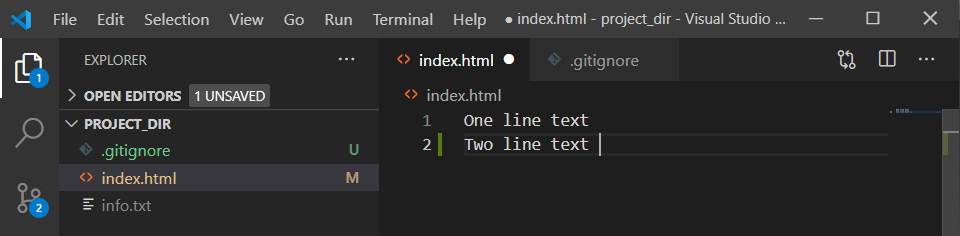 File Edit Selection View Go Run Terminal Help ● index.html - project_dir - Visual Studio ...
EXPLORER ...
index.html ● .gitignore ...
1
OPEN EDITORS 1 UNSAVED
index.html
PROJECT_DIR
1 One line text
.gitignore U
2 Two line text
index.html M
info.txt
2